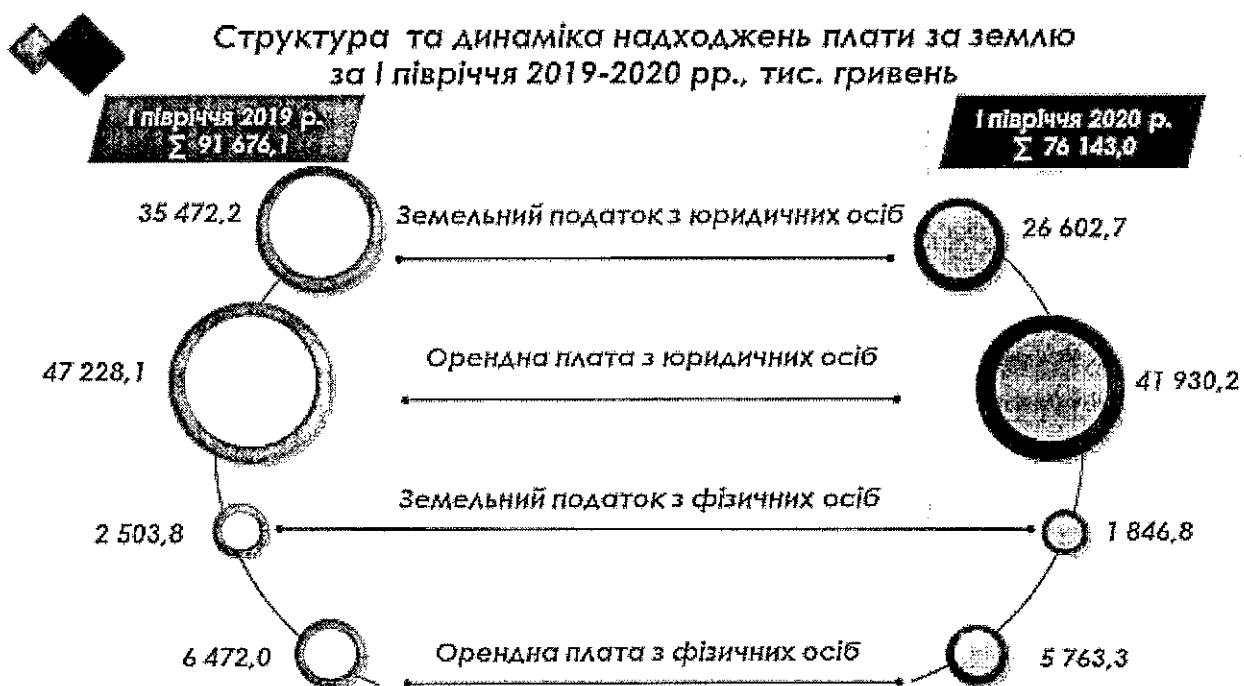 Структура та динаміка надходжень плати за землю
за І півріччя 2019-2020 рр., тис. гривень
І півріччя 2019 р.
∑ 91 676,1
І півріччя 2020 р.
∑ 76 143,0
35 472,2
Земельний податок з юридичних осіб
26 602,7
47 228,1
Орендна плата з юридичних осіб
41 930,2
2 503,8
Земельний податок з фізичних осіб
1 846,8
6 472,0
Орендна плата з фізичних осіб
5 763,3